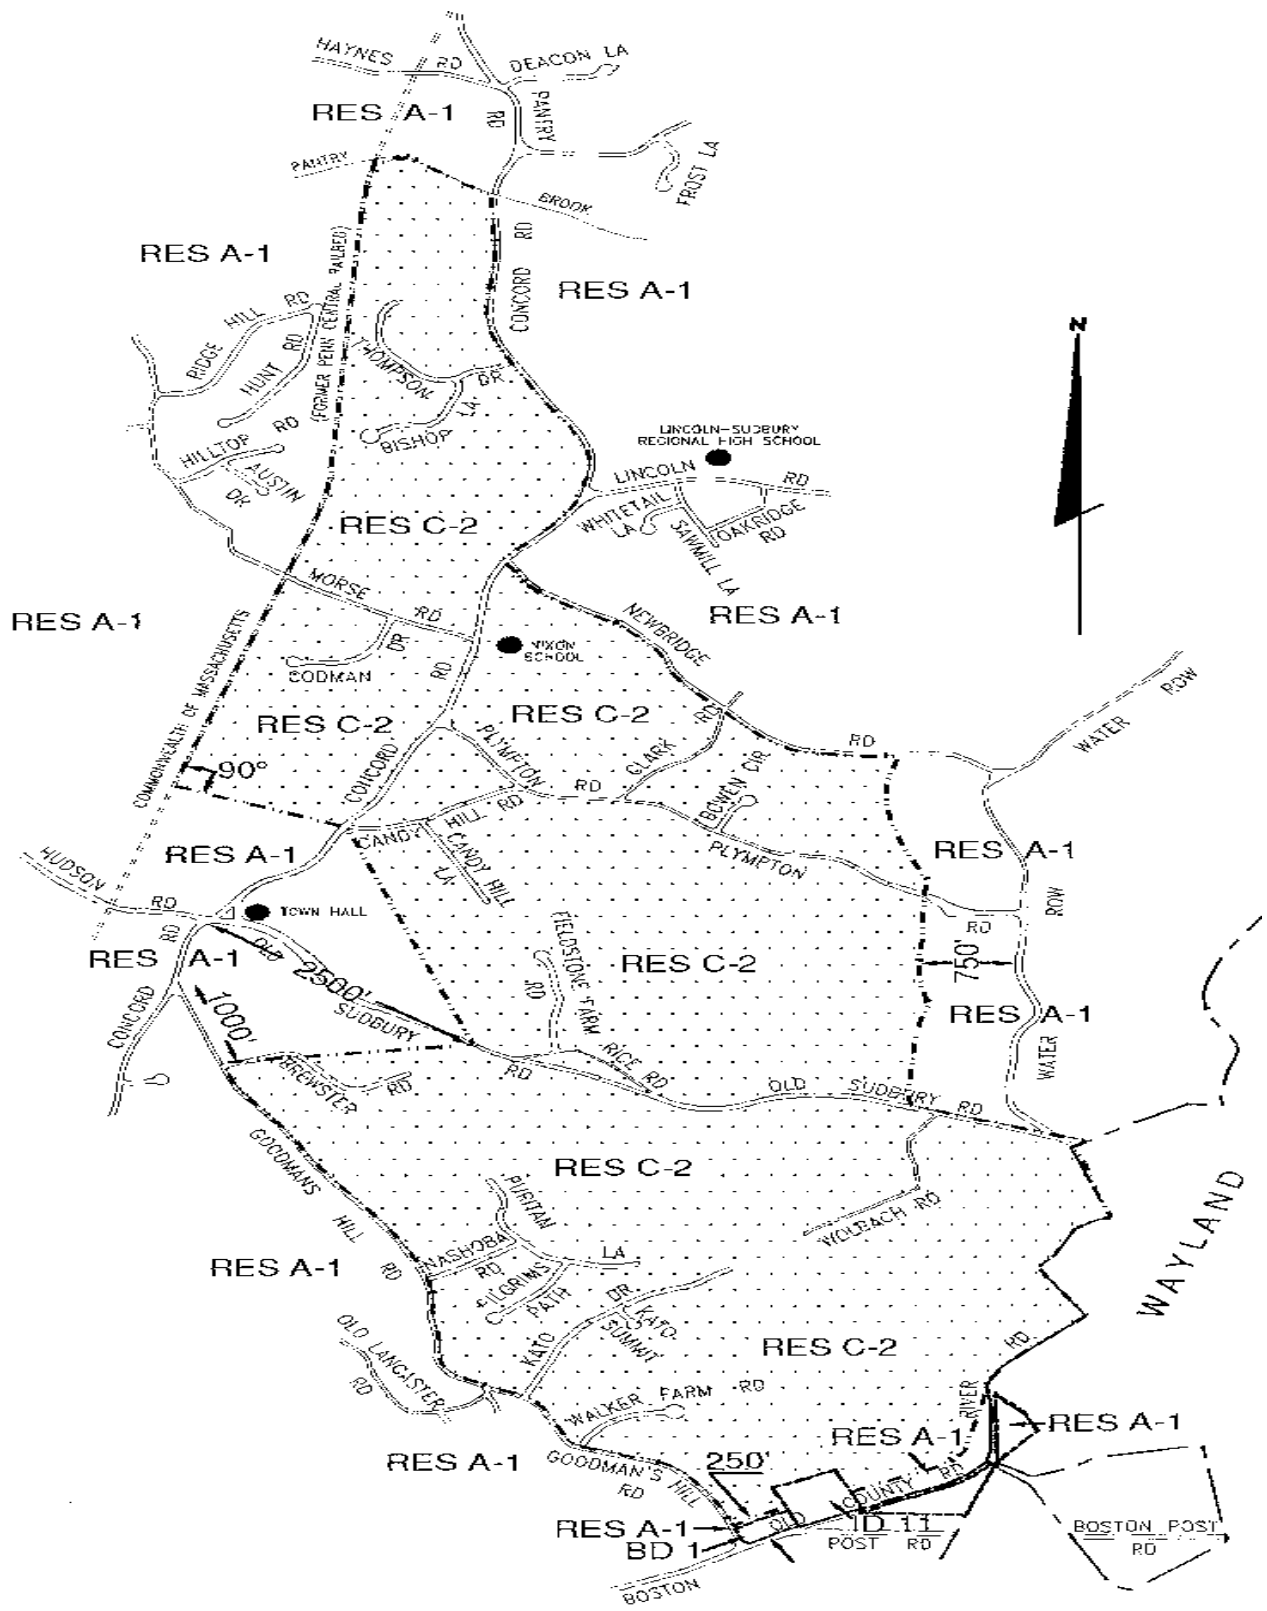 HAYNES RD
DEACON LA
PANTRY RD
RES A-1
PANTRY
BROOK
FROST LA
RES A-1
(FORMER PENN CENTRAL RAILRED)
CONCORD RD
RES A-1
RIDGE HILL RD
HUNT RD
THOMPSON DR
BISHOP LA
HILLTOP RD
AUSTIN
DR
LINCOLN-SUDBURY
REGIONAL HIGH SCHOOL
LINCOLN RD
WHITETAIL
LA
SAWMILL LA
OAKRIDGE
RD
N
RES C-2
MORSE RD
RES A-1
RES A-1
NEWBRIDGE RD
COMMONWEALTH OF MASSACHUSETTS
CODMAN DR
NIXON
SCHOOL
RES C-2
RES C-2
CONCORD RD
90°
PLYMPTON RD
CLARK RD
BOWEN CIR
WATER ROW
CANDY HILL RD
CANDY HILL
LA
PLYMPTON RD
RES A-1
RES A-1
HUDSON RD
TOWN HALL
RES A-1
OLD SUDBURY RD
2500'
1000'
CONCORD RD
FIELDSTONE FARM
RD
RES C-2
750'
RES A-1
WATER ROW
BREWSTER RD
RICE RD
OLD SUDBURY RD
GOODMANS HILL RD
RES C-2
WOLBACH RD
PURITAN LA
NASHOBA
RD
PILGRIMS
PATH
RES A-1
WAYLAND
KATO DR
KATO
SUMMIT
OLD LANCASTER
RD
RES C-2
RIVER RD
WALKER FARM RD
RES A-1
RES A-1
RES A-1
GOODMAN'S HILL
RD
250'
OLD COUNTY RD
RES A-1
BD 1
ID 11
BOSTON POST RD
BOSTON POST
RD